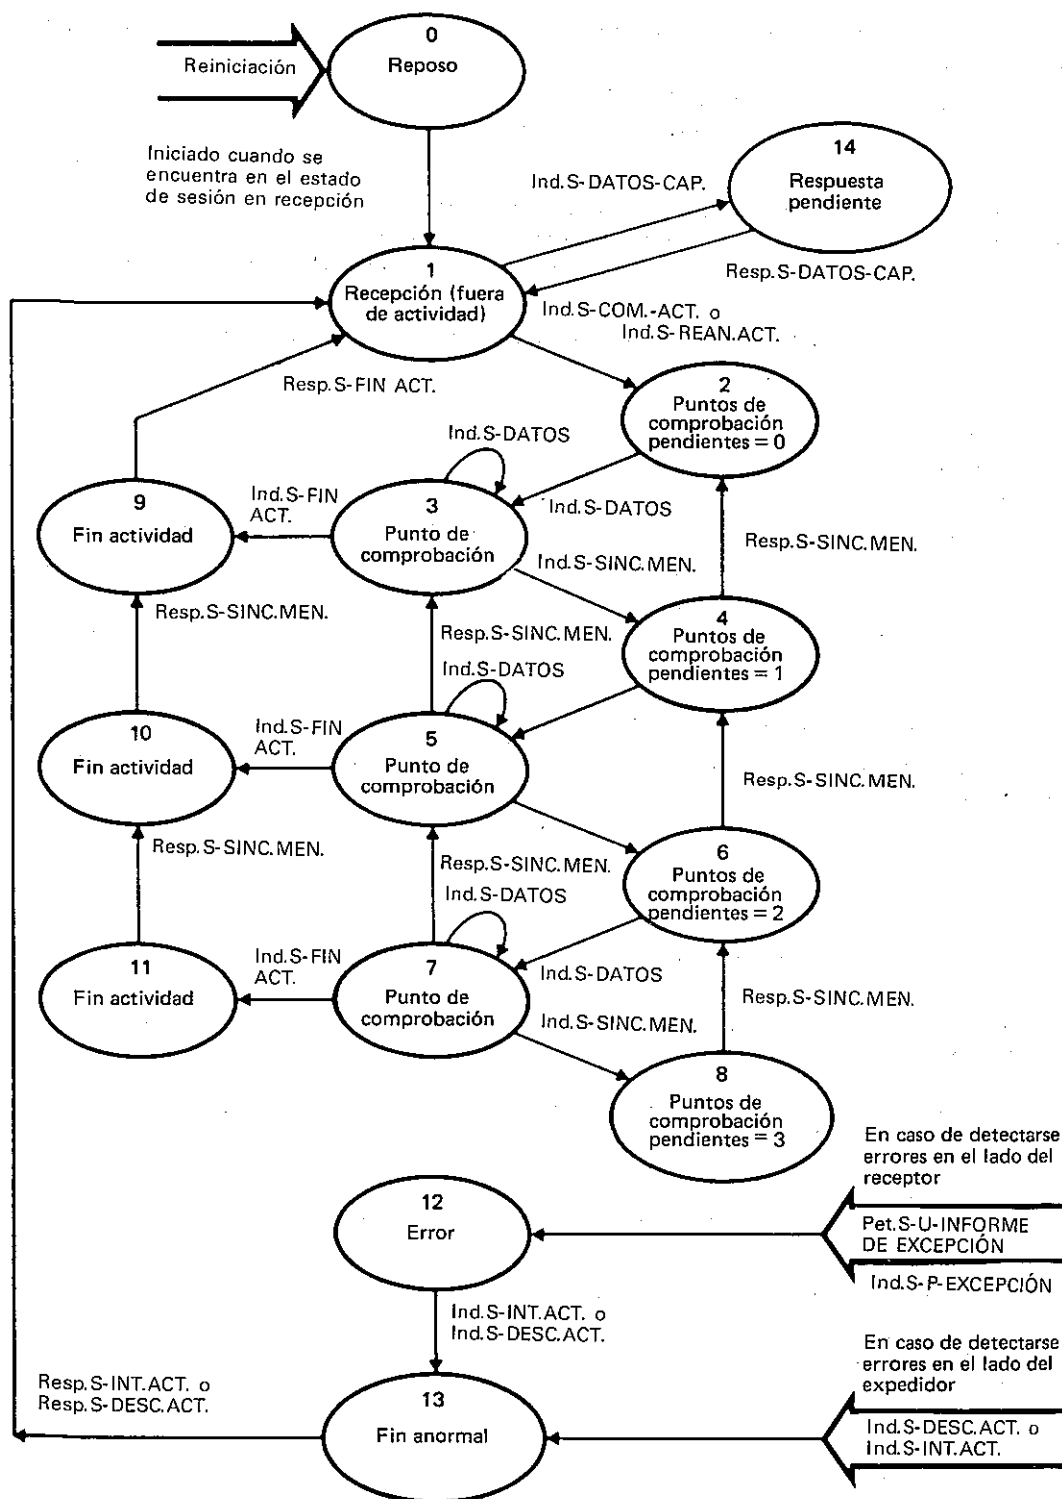 0
Reposo
Reiniciación
Iniciado cuando se
encuentra en el estado
de sesión en recepción
Ind.S-DATOS-CAP.
14
Respuesta
pendiente
Resp.S-DATOS-CAP.
1
Recepción (fuera
de actividad)
Ind.S-COM.-ACT. o
Ind.S-REAN.ACT.
Resp.S-FIN ACT.
2
Puntos de
comprobación
pendientes = 0
Ind.S-DATOS
9
Fin actividad
Ind.S-FIN
ACT.
3
Punto de
comprobación
Ind.S-DATOS
Ind.S-SINC.MEN.
Resp.S-SINC.MEN.
Resp.S-SINC.MEN.
Resp.S-SINC.MEN.
4
Puntos de
comprobación
pendientes = 1
Ind.S-DATOS
10
Fin actividad
Ind.S-FIN
ACT.
5
Punto de
comprobación
Resp.S-SINC.MEN.
Resp.S-SINC.MEN.
Resp.S-SINC.MEN.
6
Puntos de
comprobación
pendientes = 2
Ind.S-DATOS
11
Fin actividad
Ind.S-FIN
ACT.
7
Punto de
comprobación
Ind.S-DATOS
Ind.S-SINC.MEN.
Resp.S-SINC.MEN.
8
Puntos de
comprobación
pendientes = 3
En caso de detectarse
errores en el lado del
receptor
12
Error
Pet.S-U-INFORME
DE EXCEPCIÓN
Ind.S-P-EXCEPCIÓN
Ind.S-INT.ACT. o
Ind.S-DESC.ACT.
En caso de detectarse
errores en el lado del
expedidor
Resp.S-INT.ACT. o
Resp.S-DESC.ACT.
13
Fin anormal
Ind.S-DESC.ACT. o
Ind.S-INT.ACT.